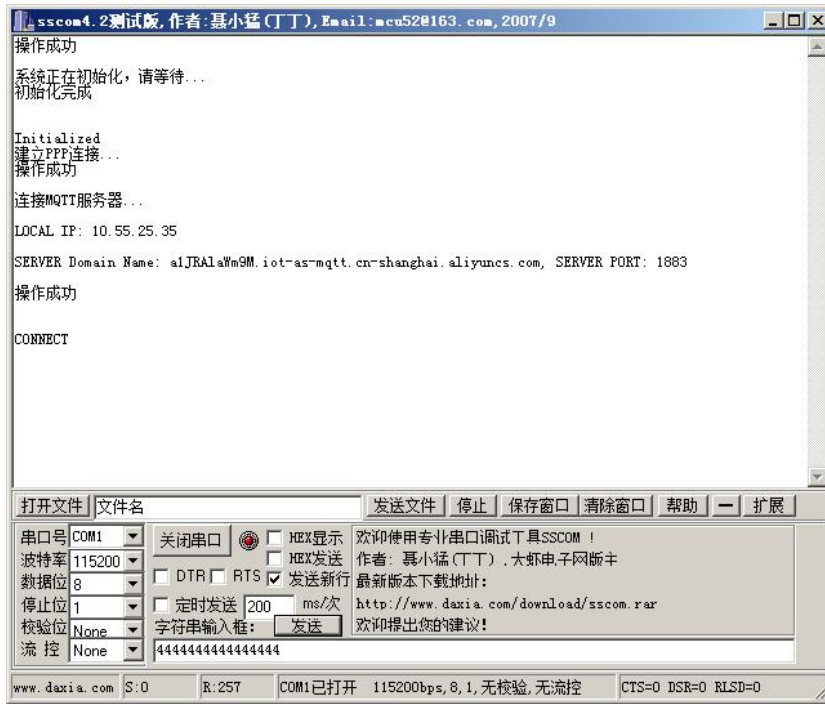 sscom4.2测试版,作者:聂小猛(丁丁),Email:mcu52@163.com,2007/9
操作成功
系统正在初始化，请等待...
初始化完成
Initialized
建立PPP连接...
操作成功
连接MQTT服务器...
LOCAL IP: 10.55.25.35
SERVER Domain Name: a1JRAlaWm9M.iot-as-mqtt.cn-shanghai.aliyuncs.com, SERVER PORT: 1883
操作成功
CONNECT
打开文件 文件名 发送文件 停止 保存窗口 清除窗口 帮助 一 扩展
串口号 COM1 关闭串口 HEX显示 欢迎使用专业串口调试工具SSCOM !
波特率 115200 HEX发送 作者: 聂小猛(丁丁),大虾电子网版主
数据位 8 DTR RTS 发送新行 最新版本下载地址:
停止位 1 定时发送 200 ms/次 http://www.daxia.com/download/sscom.rar
校验位 None 字符串输入框: 发送 欢迎提出您的建议!
流 控 None 4444444444444444
www.daxia.com S:0 R:257 COM1已打开 115200bps,8,1,无校验,无流控 CTS=0 DSR=0 RLSD=0